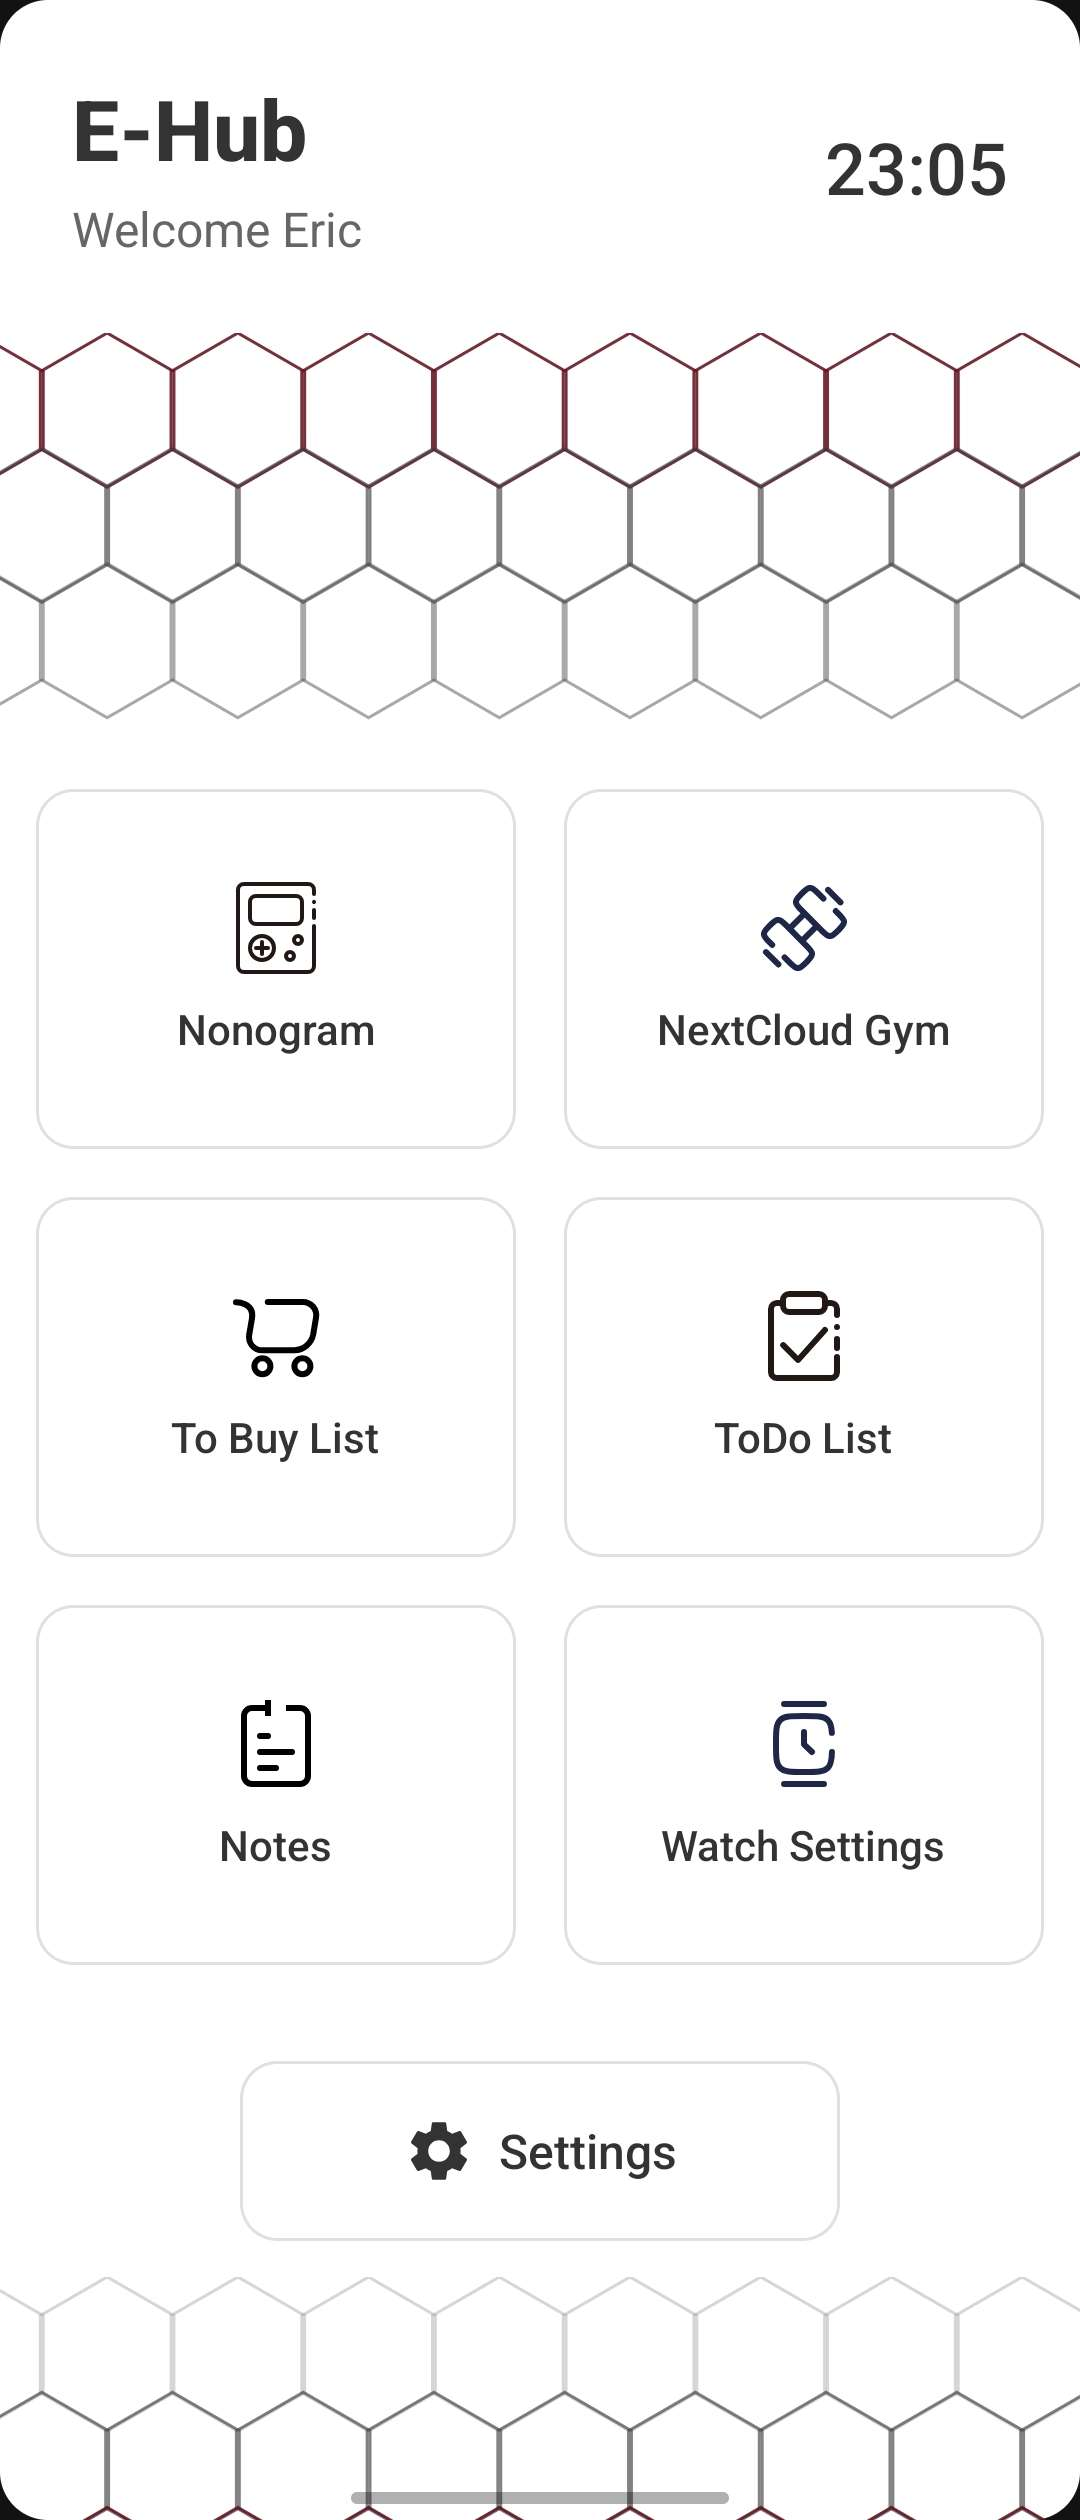 E-Hub
23:05
Welcome Eric
Nonogram
NextCloud Gym
To Buy List
ToDo List
Notes
Watch Settings
Settings